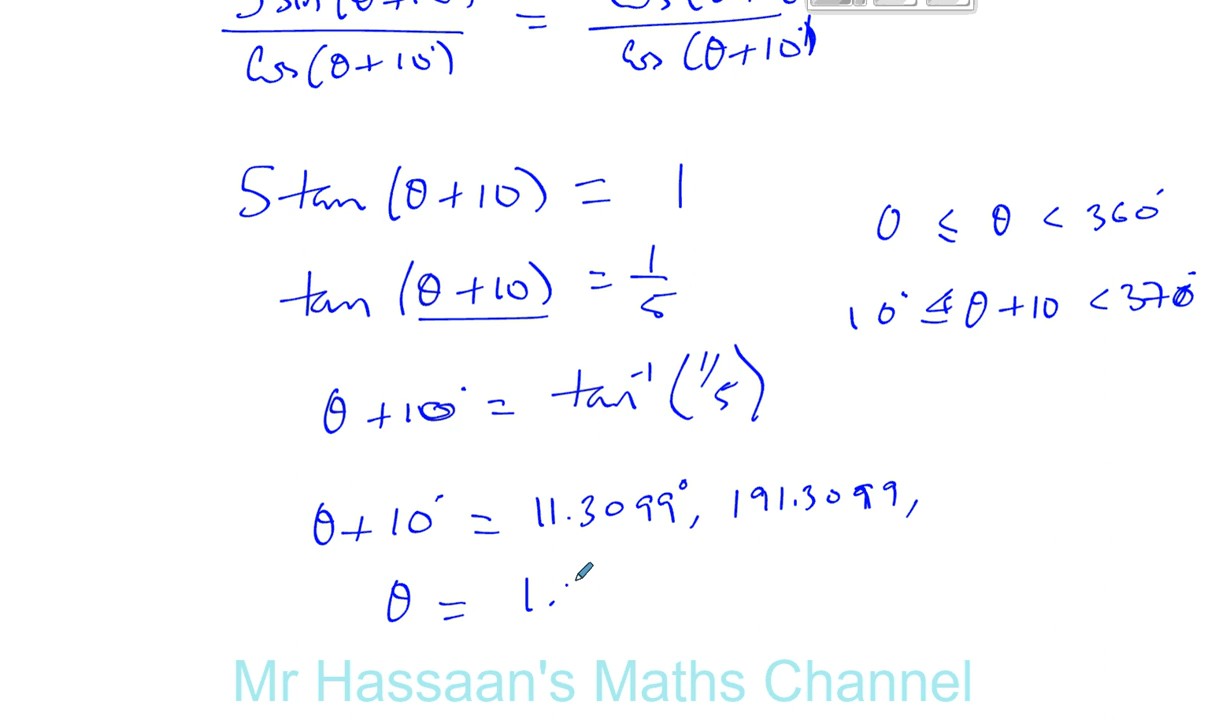 cos(θ+10°) = cos(θ+10°)
5tan(θ+10) = 1
0 ≤ θ < 360°
tan(θ+10) = 1/5
10° ≤ θ+10 < 370°
θ+10° = tan⁻¹(1/5)
θ+10° = 11.3099°, 191.3099,
θ = 1.
Mr Hassaan's Maths Channel